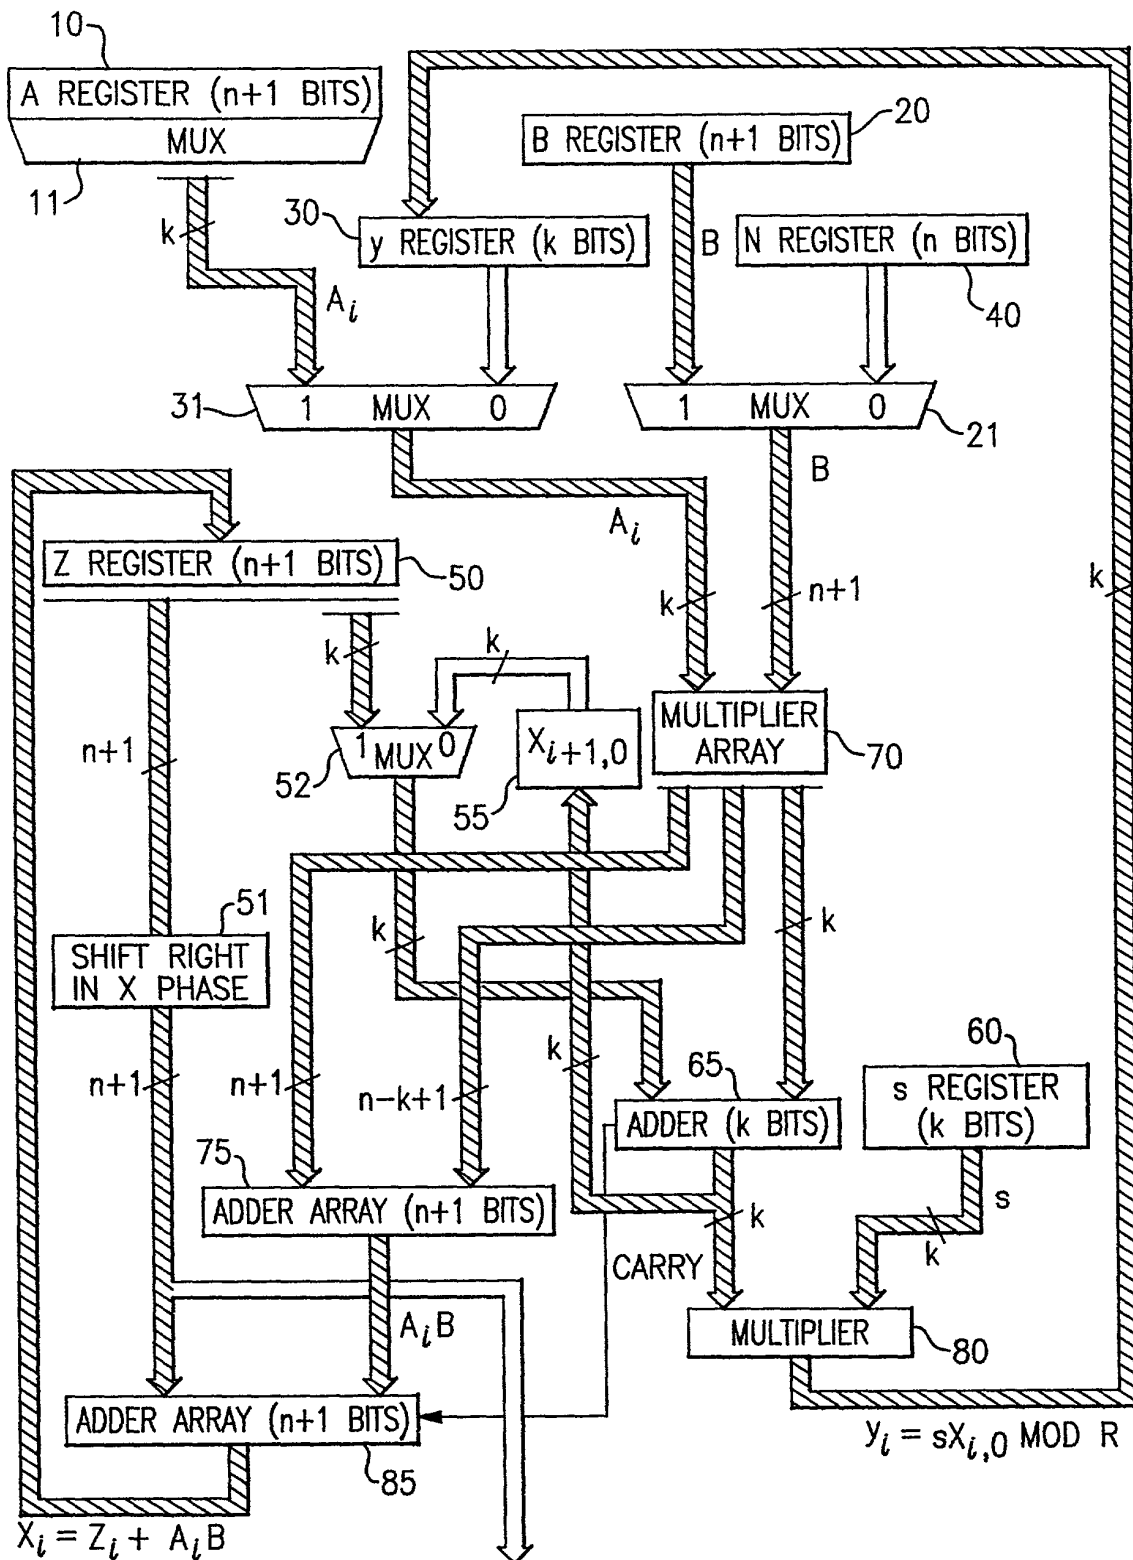 10
A REGISTER (n+1 BITS)
MUX
11
k
A_i
20
B REGISTER (n+1 BITS)
30
y REGISTER (k BITS)
B
N REGISTER (n BITS)
40
31
1 MUX 0
1 MUX 0
21
B
A_i
Z REGISTER (n+1 BITS)
50
k
k
n+1
k
k
k
n+1
1 MUX 0
52
X_{i+1,0}
55
MULTIPLIER
ARRAY
70
51
SHIFT RIGHT
IN X PHASE
k
k
n+1
n+1
n-k+1
k
65
ADDER (k BITS)
60
s REGISTER
(k BITS)
75
ADDER ARRAY (n+1 BITS)
k
s
k
CARRY
A_iB
MULTIPLIER
80
ADDER ARRAY (n+1 BITS)
85
y_i = sX_{i,0} MOD R
X_i = Z_i + A_iB